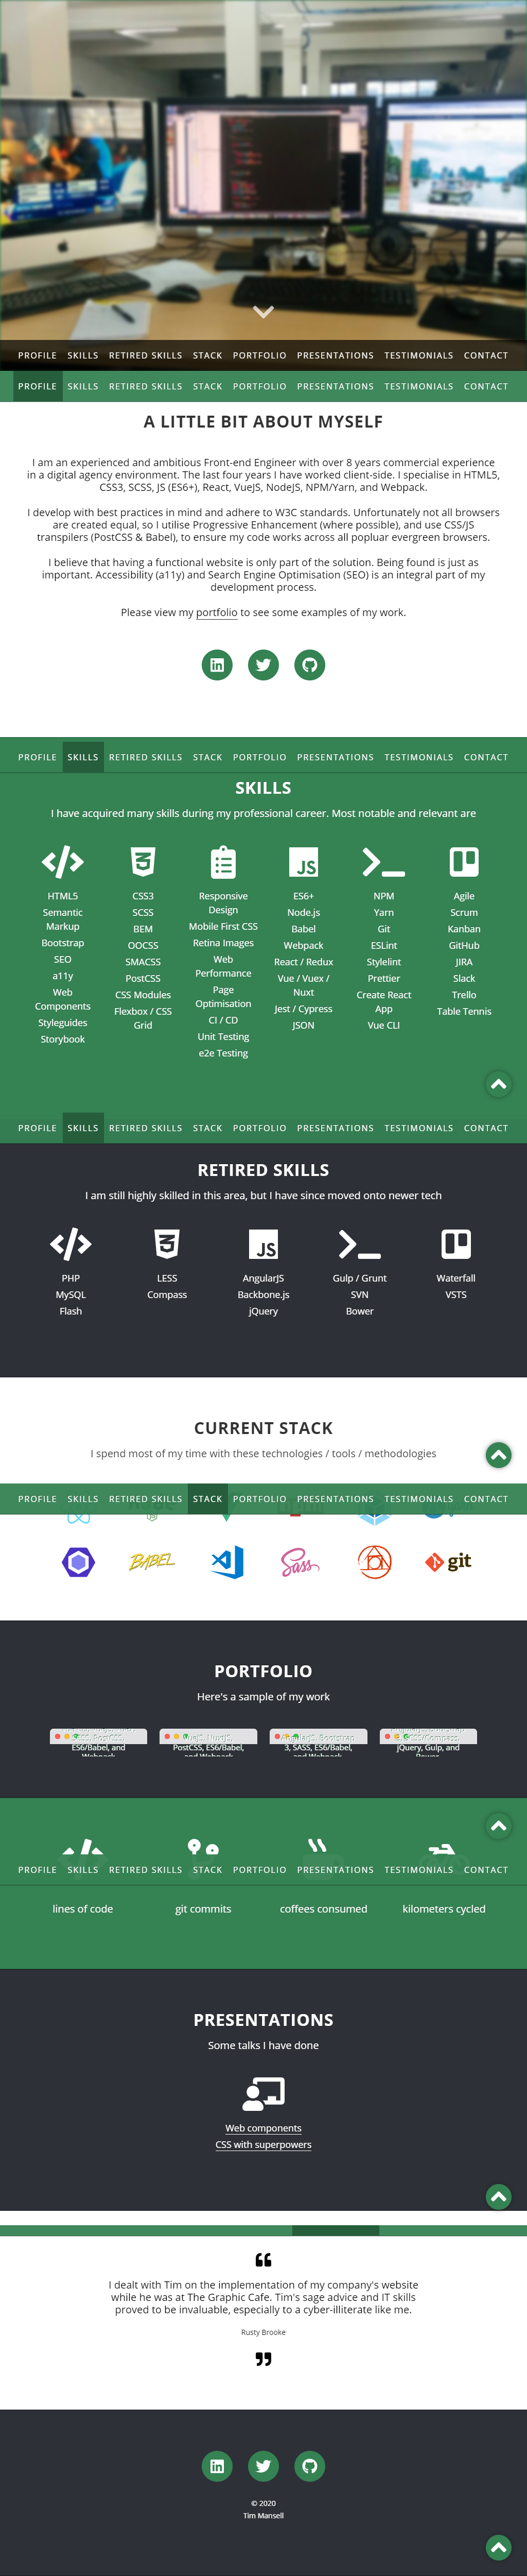 PROFILE SKILLS RETIRED SKILLS STACK PORTFOLIO PRESENTATIONS TESTIMONIALS CONTACT
PROFILE SKILLS RETIRED SKILLS STACK PORTFOLIO PRESENTATIONS TESTIMONIALS CONTACT
A LITTLE BIT ABOUT MYSELF
I am an experienced and ambitious Front-end Engineer with over 8 years commercial experience
in a digital agency environment. The last four years I have worked client-side. I specialise in HTML5,
CSS3, SCSS, JS (ES6+), React, VueJS, NodeJS, NPM/Yarn, and Webpack.
I develop with best practices in mind and adhere to W3C standards. Unfortunately not all browsers
are created equal, so I utilise Progressive Enhancement (where possible), and use CSS/JS
transpilers (PostCSS & Babel), to ensure my code works across all popluar evergreen browsers.
I believe that having a functional website is only part of the solution. Being found is just as
important. Accessibility (a11y) and Search Engine Optimisation (SEO) is an integral part of my
development process.
Please view my portfolio to see some examples of my work.
PROFILE SKILLS RETIRED SKILLS STACK PORTFOLIO PRESENTATIONS TESTIMONIALS CONTACT
SKILLS
I have acquired many skills during my professional career. Most notable and relevant are
HTML5
Semantic
Markup
Bootstrap
SEO
a11y
Web
Components
Styleguides
Storybook
CSS3
SCSS
BEM
OOCSS
SMACSS
PostCSS
CSS Modules
Flexbox / CSS
Grid
Responsive
Design
Mobile First CSS
Retina Images
Web
Performance
Page
Optimisation
CI / CD
Unit Testing
e2e Testing
JS
ES6+
Node.js
Babel
Webpack
React / Redux
Vue / Vuex /
Nuxt
Jest / Cypress
JSON
NPM
Yarn
Git
ESLint
Stylelint
Prettier
Create React
App
Vue CLI
Agile
Scrum
Kanban
GitHub
JIRA
Slack
Trello
Table Tennis
PROFILE SKILLS RETIRED SKILLS STACK PORTFOLIO PRESENTATIONS TESTIMONIALS CONTACT
RETIRED SKILLS
I am still highly skilled in this area, but I have since moved onto newer tech
PHP
MySQL
Flash
LESS
Compass
JS
AngularJS
Backbone.js
jQuery
Gulp / Grunt
SVN
Bower
Waterfall
VSTS
CURRENT STACK
I spend most of my time with these technologies / tools / methodologies
PROFILE SKILLS RETIRED SKILLS STACK PORTFOLIO PRESENTATIONS TESTIMONIALS CONTACT
BABEL
Sass
git
PORTFOLIO
Here's a sample of my work
ES6/Babel, and
Webpack
PostCSS, ES6/Babel,
and Webpack
3, SASS, ES6/Babel,
and Webpack
jQuery, Gulp, and
Bower
PROFILE SKILLS RETIRED SKILLS STACK PORTFOLIO PRESENTATIONS TESTIMONIALS CONTACT
lines of code
git commits
coffees consumed
kilometers cycled
PRESENTATIONS
Some talks I have done
Web components
CSS with superpowers
I dealt with Tim on the implementation of my company's website
while he was at The Graphic Cafe. Tim's sage advice and IT skills
proved to be invaluable, especially to a cyber-illiterate like me.
Rusty Brooke
© 2020
Tim Mansell